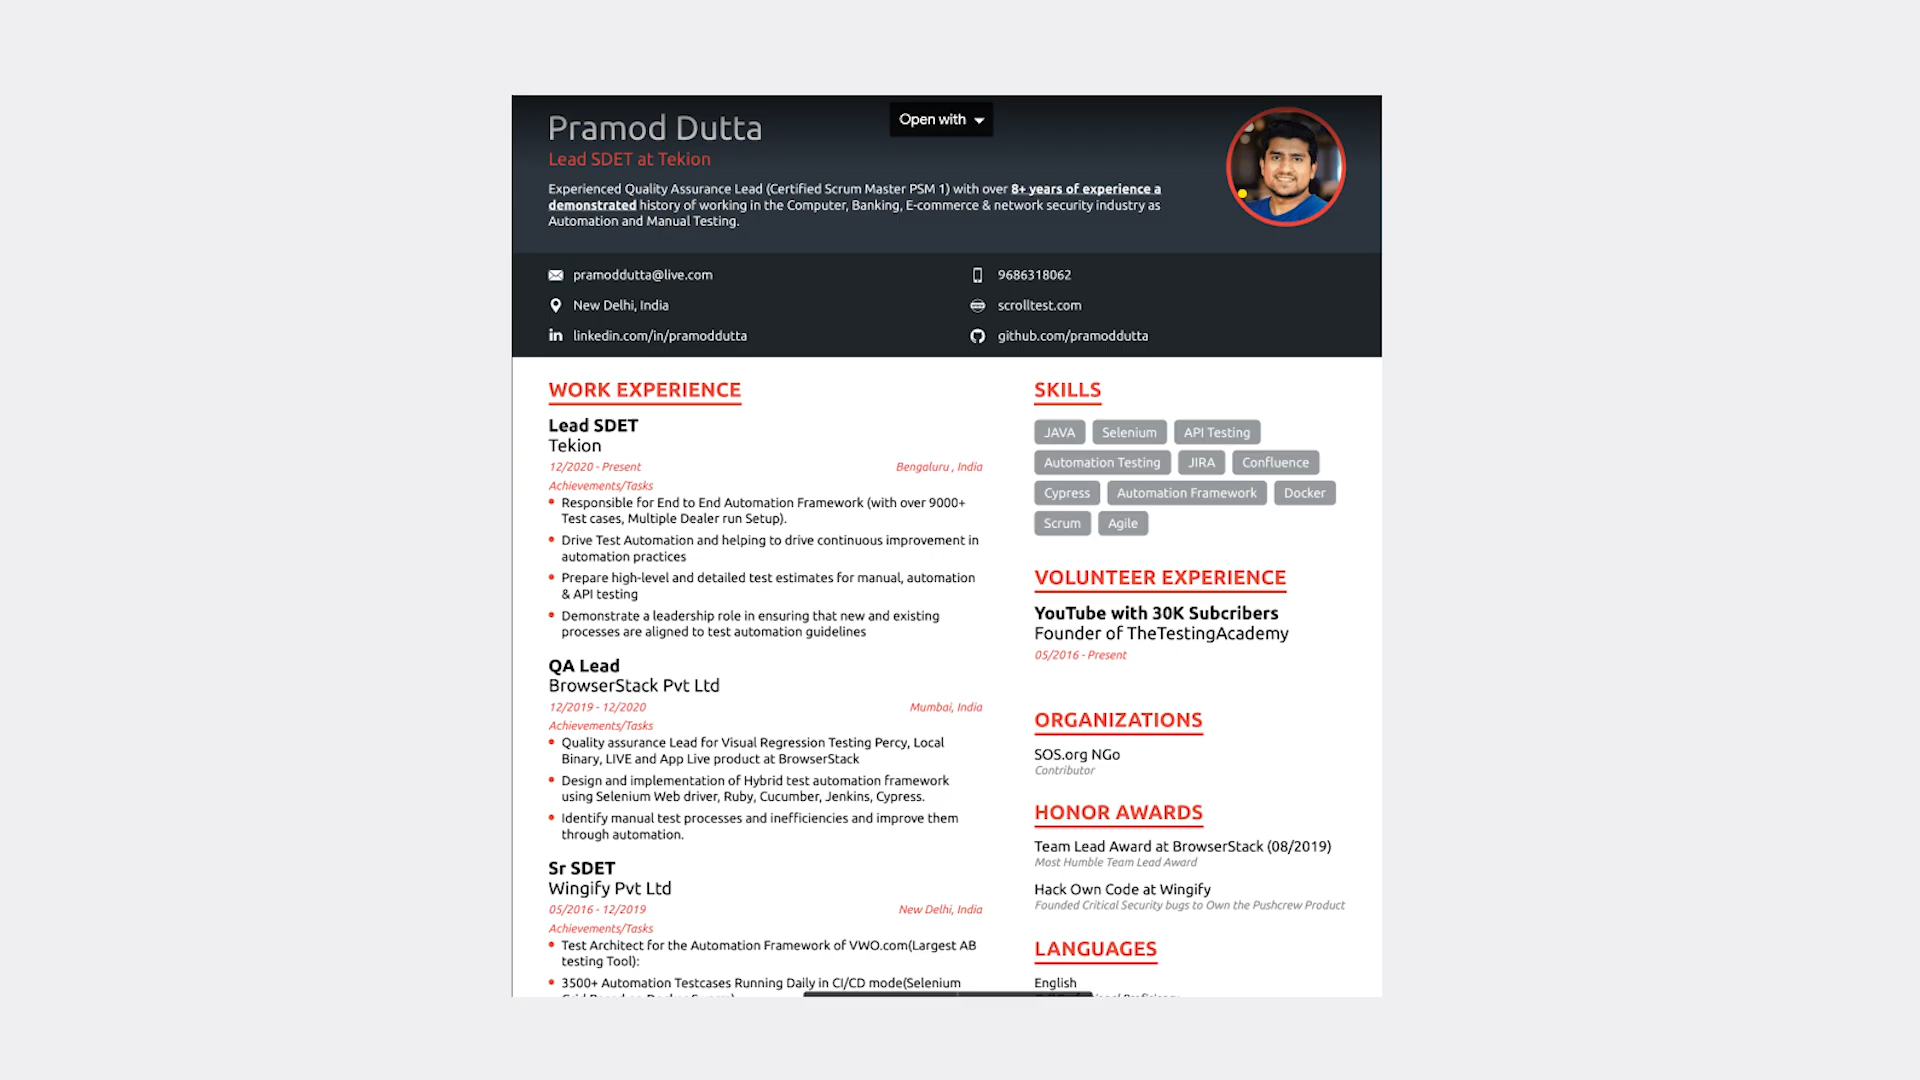 Pramod Dutta
Open with
Lead SDET at Tekion
Experienced Quality Assurance Lead (Certified Scrum Master PSM 1) with over 8+ years of experience a
demonstrated history of working in the Computer, Banking, E-commerce & network security industry as
Automation and Manual Testing.
pramoddutta@live.com
9686318062
New Delhi, India
scrolltest.com
linkedin.com/in/pramoddutta
github.com/pramoddutta
WORK EXPERIENCE
Lead SDET
Tekion
12/2020 - Present
Bengaluru , India
Achievements/Tasks
Responsible for End to End Automation Framework (with over 9000+
Test cases, Multiple Dealer run Setup).
Drive Test Automation and helping to drive continuous improvement in
automation practices
Prepare high-level and detailed test estimates for manual, automation
& API testing
Demonstrate a leadership role in ensuring that new and existing
processes are aligned to test automation guidelines
QA Lead
BrowserStack Pvt Ltd
12/2019 - 12/2020
Mumbai, India
Achievements/Tasks
Quality assurance Lead for Visual Regression Testing Percy, Local
Binary, LIVE and App Live product at BrowserStack
Design and implementation of Hybrid test automation framework
using Selenium Web driver, Ruby, Cucumber, Jenkins, Cypress.
Identify manual test processes and inefficiencies and improve them
through automation.
Sr SDET
Wingify Pvt Ltd
05/2016 - 12/2019
New Delhi, India
Achievements/Tasks
Test Architect for the Automation Framework of VWO.com(Largest AB
testing Tool):
3500+ Automation Testcases Running Daily in CI/CD mode(Selenium
SKILLS
JAVA
Selenium
API Testing
Automation Testing
JIRA
Confluence
Cypress
Automation Framework
Docker
Scrum
Agile
VOLUNTEER EXPERIENCE
YouTube with 30K Subcribers
Founder of TheTestingAcademy
05/2016 - Present
ORGANIZATIONS
SOS.org NGo
Contributor
HONOR AWARDS
Team Lead Award at BrowserStack (08/2019)
Most Humble Team Lead Award
Hack Own Code at Wingify
Founded Critical Security bugs to Own the Pushcrew Product
LANGUAGES
English